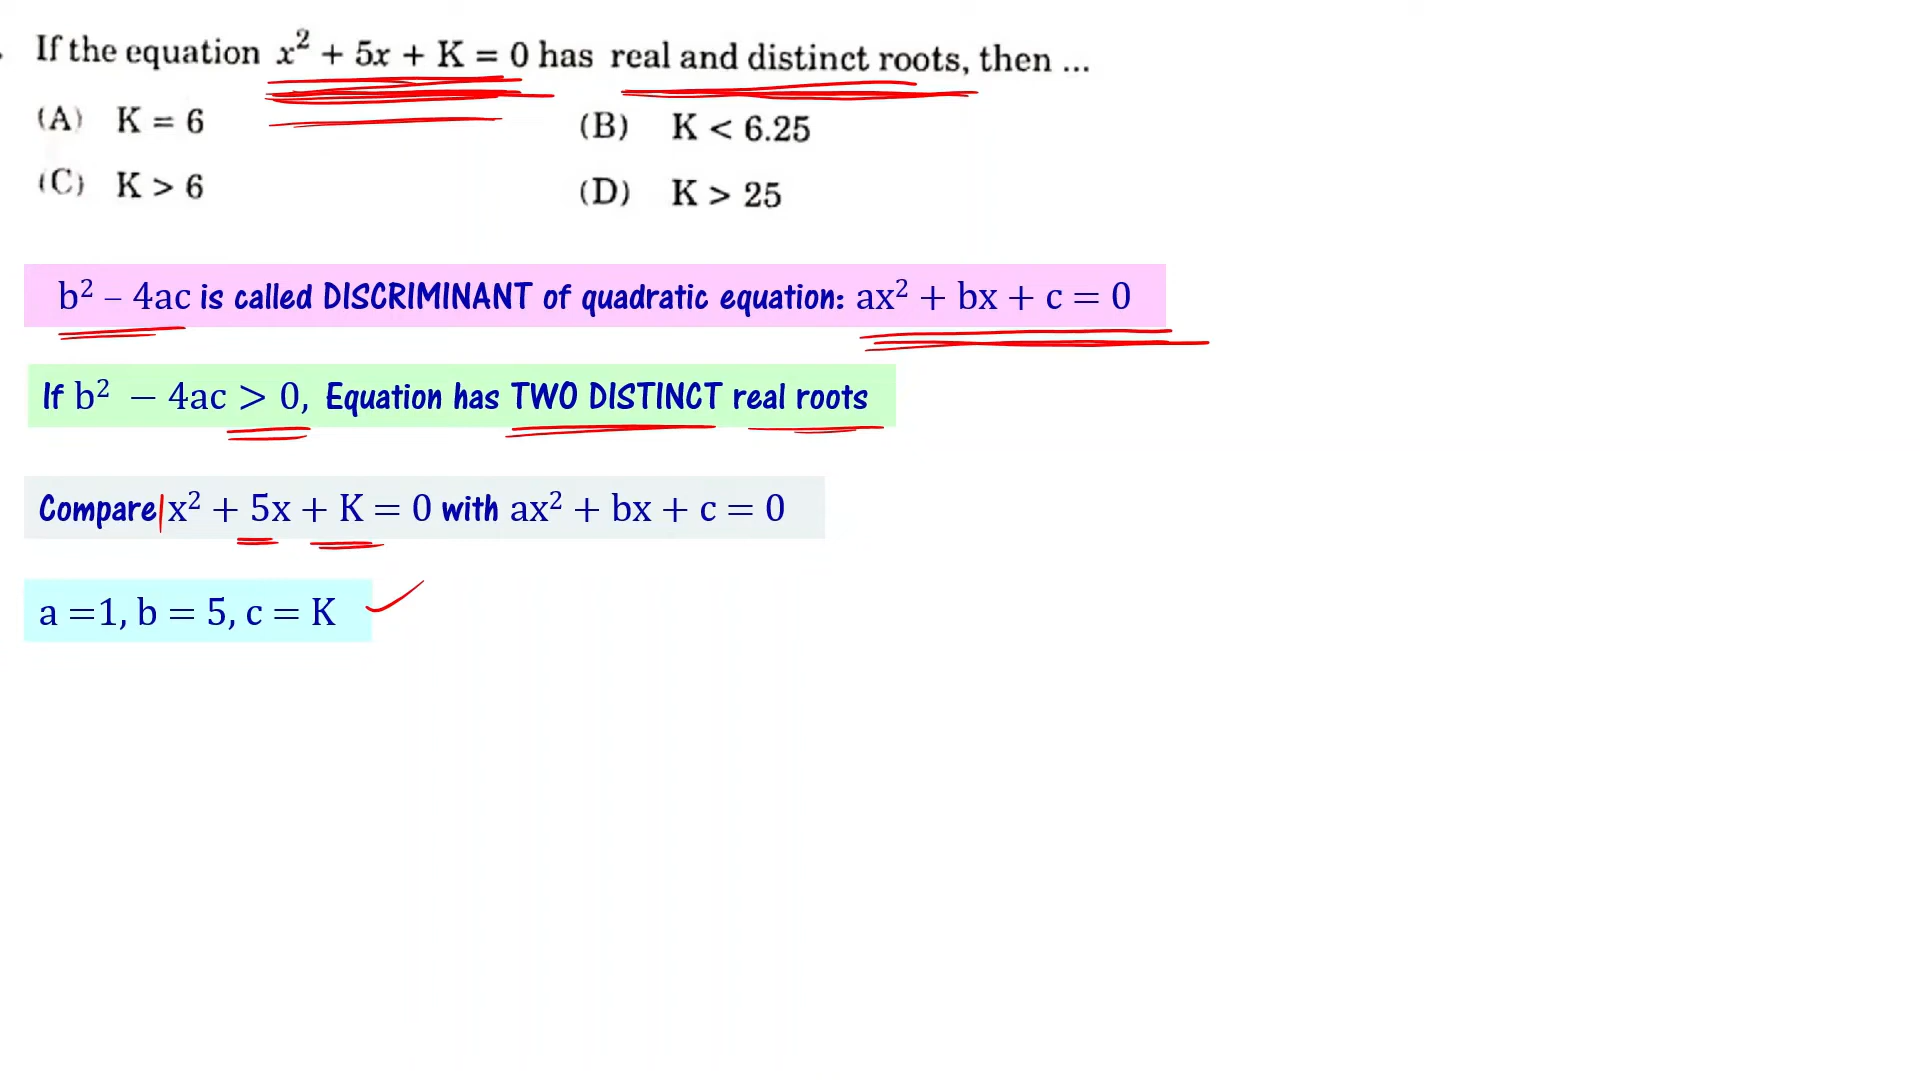 If the equation x² + 5x + K = 0 has real and distinct roots, then ...
(A) K = 6 (B) K < 6.25
(C) K > 6 (D) K > 25
b² – 4ac is called DISCRIMINANT of quadratic equation: ax² + bx + c = 0
If b² − 4ac > 0, Equation has TWO DISTINCT real roots
Compare x² + 5x + K = 0 with ax² + bx + c = 0
a =1, b = 5, c = K